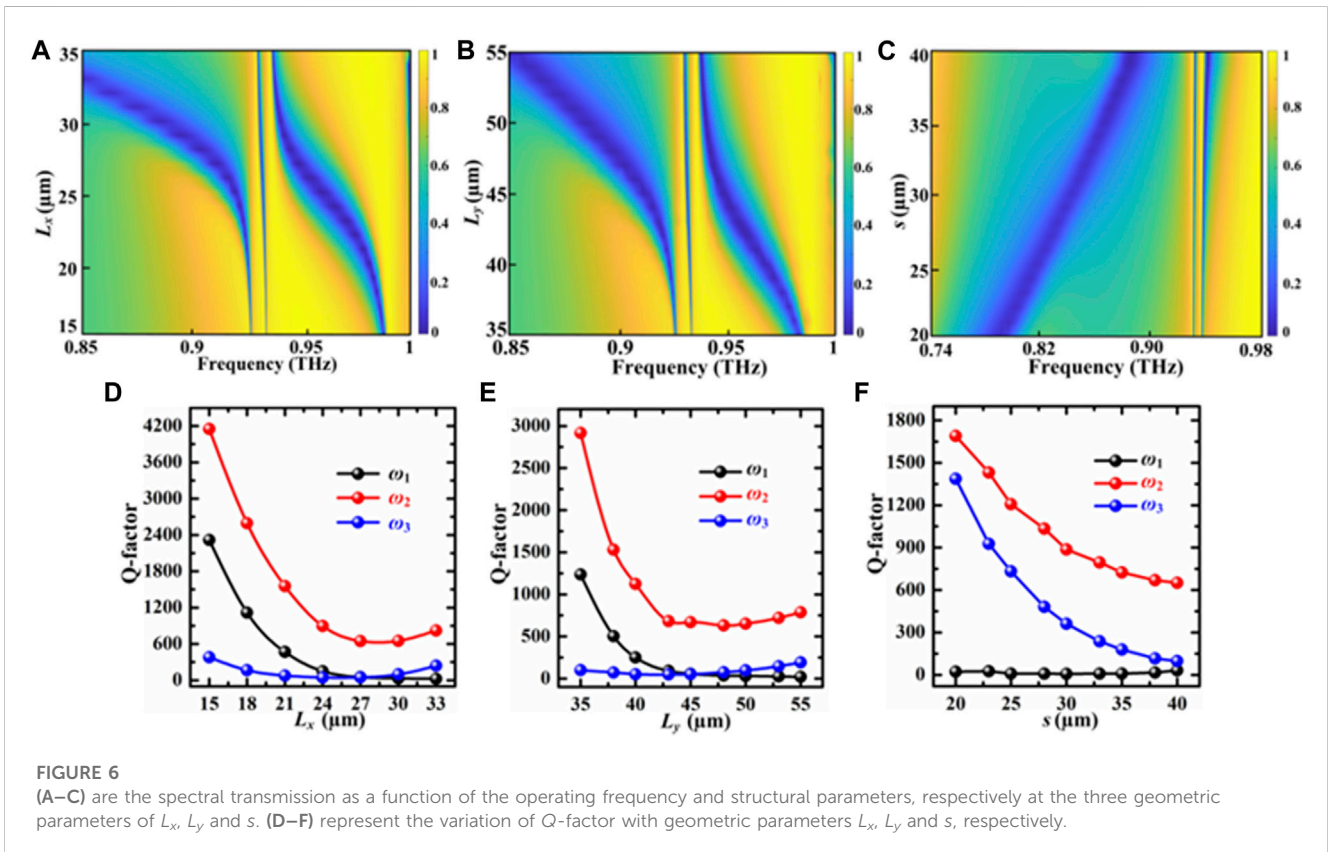 A
35
30
25
20
15
Lx (μm)
0.85
0.9
0.95
1
Frequency (THz)
1
0.8
0.6
0.4
0.2
0
B
55
50
45
40
35
Ly (μm)
0.85
0.9
0.95
1
Frequency (THz)
1
0.8
0.6
0.4
0.2
0
C
40
35
30
25
20
s (μm)
0.74
0.82
0.90
0.98
Frequency (THz)
1
0.8
0.6
0.4
0.2
0
D
4200
3600
3000
2400
1800
1200
600
0
Q-factor
ω1
ω2
ω3
15 18 21 24 27 30 33
Lx (μm)
E
3000
2500
2000
1500
1000
500
0
Q-factor
ω1
ω2
ω3
35 40 45 50 55
Ly (μm)
F
1800
1500
1200
900
600
300
0
Q-factor
ω1
ω2
ω3
20 25 30 35 40
s (μm)
FIGURE 6
(A–C) are the spectral transmission as a function of the operating frequency and structural parameters, respectively at the three geometric
parameters of Lx, Ly and s. (D–F) represent the variation of Q-factor with geometric parameters Lx, Ly and s, respectively.